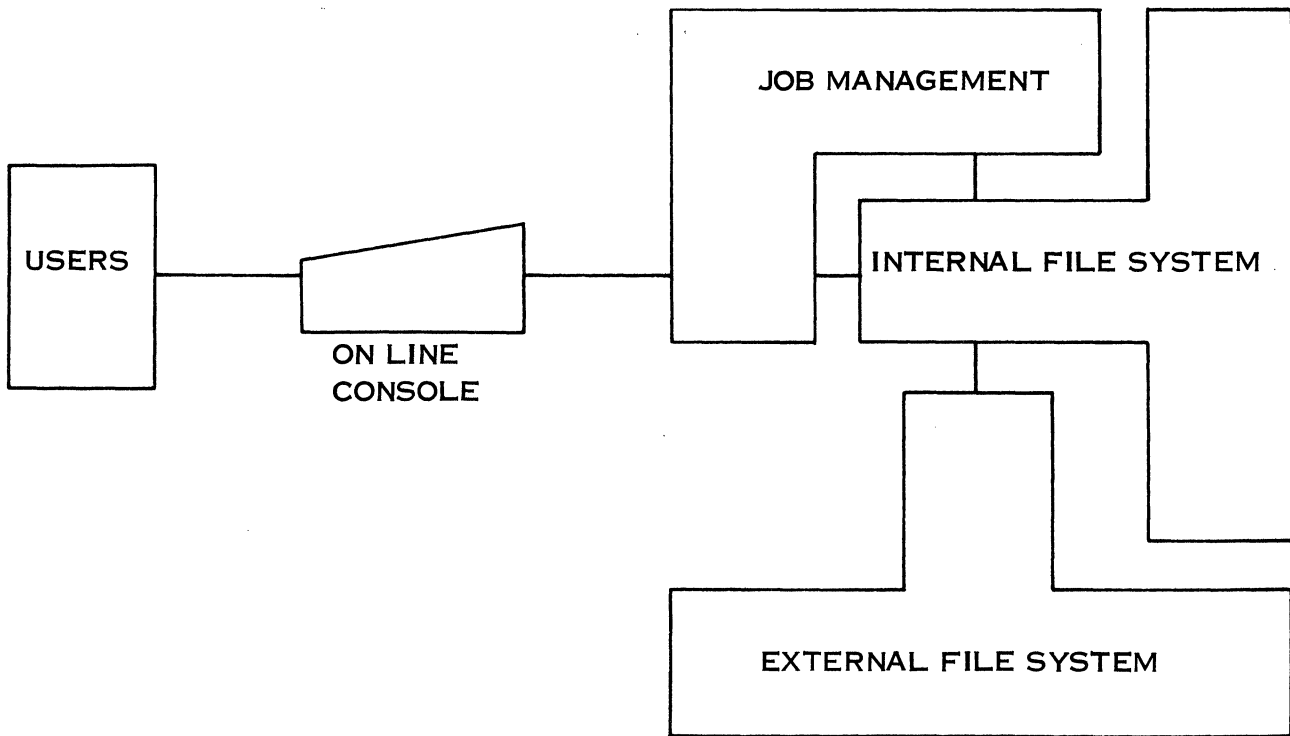 JOB MANAGEMENT
USERS
INTERNAL FILE SYSTEM
ON LINE
CONSOLE
EXTERNAL FILE SYSTEM